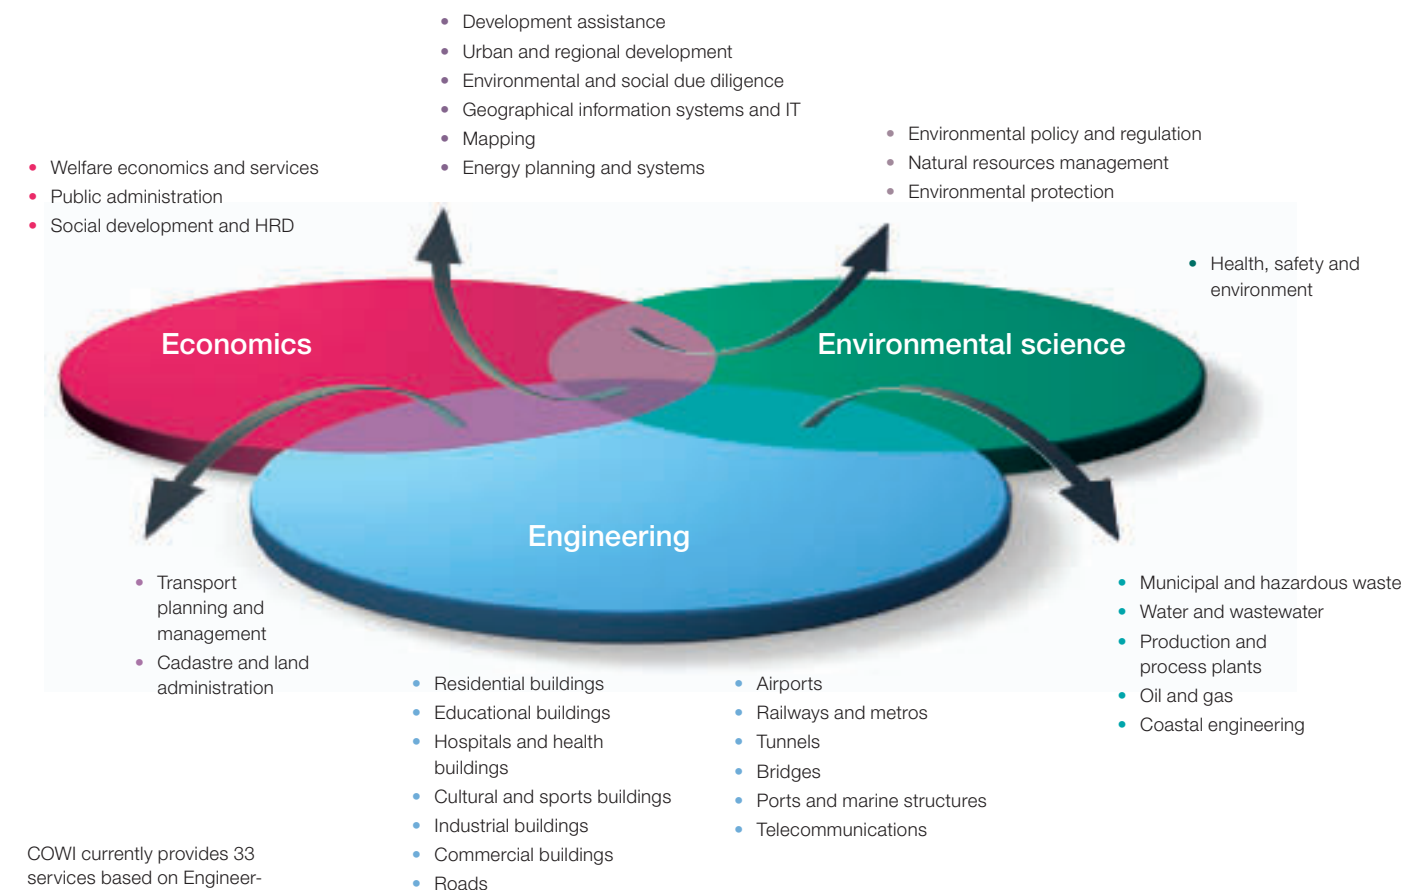 • Development assistance
• Urban and regional development
• Environmental and social due diligence
• Geographical information systems and IT
• Mapping
• Energy planning and systems
• Environmental policy and regulation
• Natural resources management
• Environmental protection
• Welfare economics and services
• Public administration
• Social development and HRD
• Health, safety and
environment
Economics
Environmental science
Engineering
• Transport
planning and
management
• Cadastre and land
administration
• Municipal and hazardous waste
• Water and wastewater
• Production and
process plants
• Oil and gas
• Coastal engineering
• Residential buildings
• Educational buildings
• Hospitals and health
buildings
• Cultural and sports buildings
• Industrial buildings
• Commercial buildings
• Roads
• Airports
• Railways and metros
• Tunnels
• Bridges
• Ports and marine structures
• Telecommunications
COWI currently provides 33
services based on Engineer-